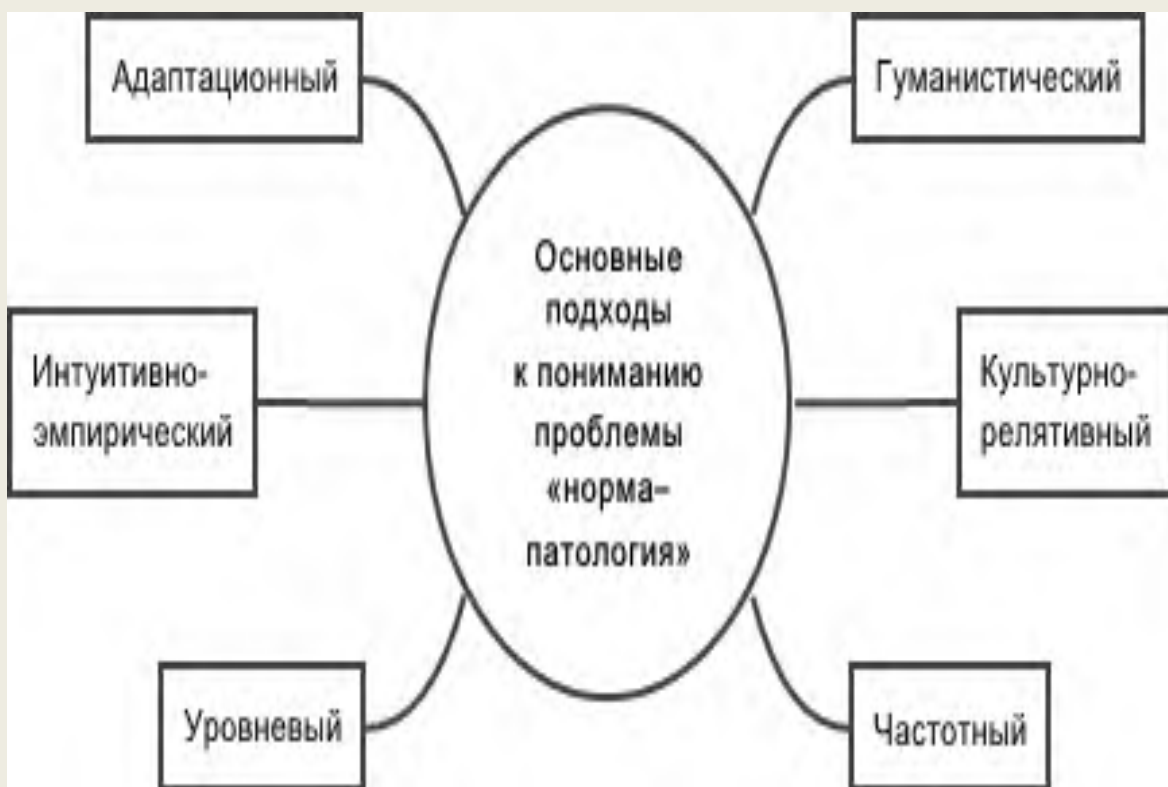 Адаптационный
Гуманистический
Основные
подходы
к пониманию
проблемы
«норма–
патология»
Интуитивно-
эмпирический
Культурно-
релятивный
Уровневый
Частотный